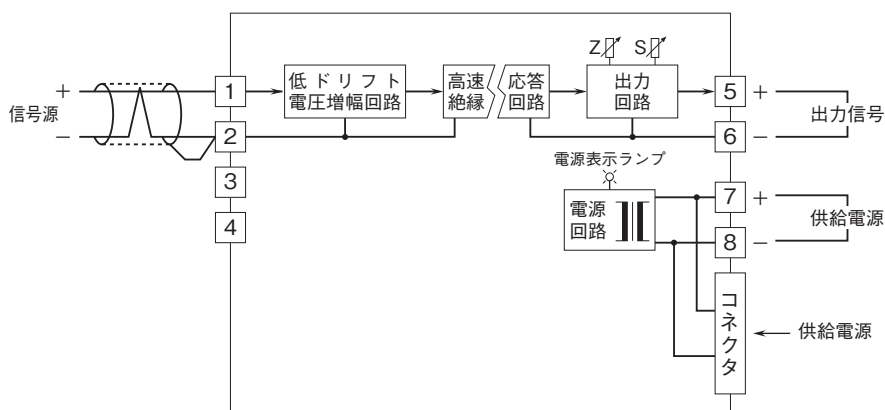 Z S
+
信号源
−
1
2
3
4
低ドリフト
電圧増幅回路
高速
絶縁
応答
回路
出力
回路
5
+
出力信号
6
−
電源表示ランプ
電源
回路
7
+
供給電源
8
−
コネクタ
供給電源